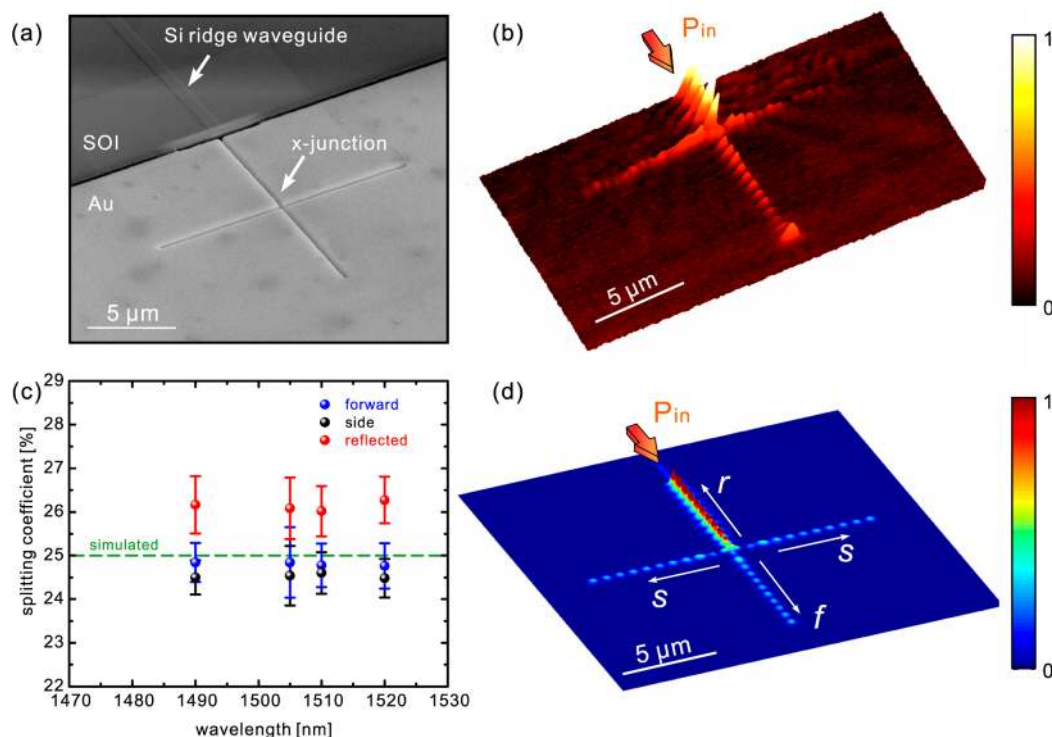 (a)
Si ridge waveguide
SOI
x-junction
Au
5 µm
(b)
Pin
1
0
5 µm
(c)
29
28
27
26
25
24
23
22
1470 1480 1490 1500 1510 1520 1530
splitting coefficient [%]
wavelength [nm]
forward
side
reflected
simulated
(d)
Pin
1
0
r
s
s
f
5 µm